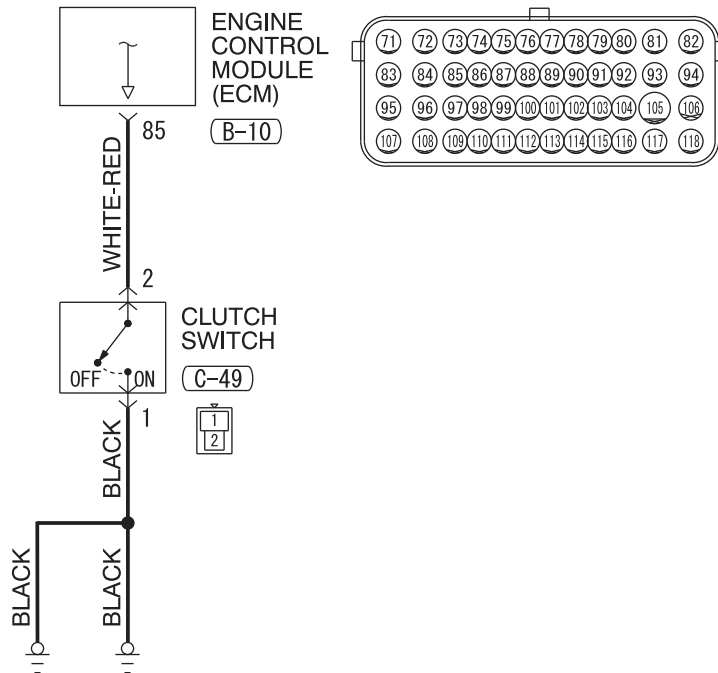 ENGINE
CONTROL
MODULE
(ECM)
B-10
85
WHITE-RED
2
CLUTCH
SWITCH
C-49
OFF
ON
1
1
2
BLACK
BLACK
BLACK
71 72 73 74 75 76 77 78 79 80 81 82
83 84 85 86 87 88 89 90 91 92 93 94
95 96 97 98 99 100 101 102 103 104 105 106
107 108 109 110 111 112 113 114 115 116 117 118